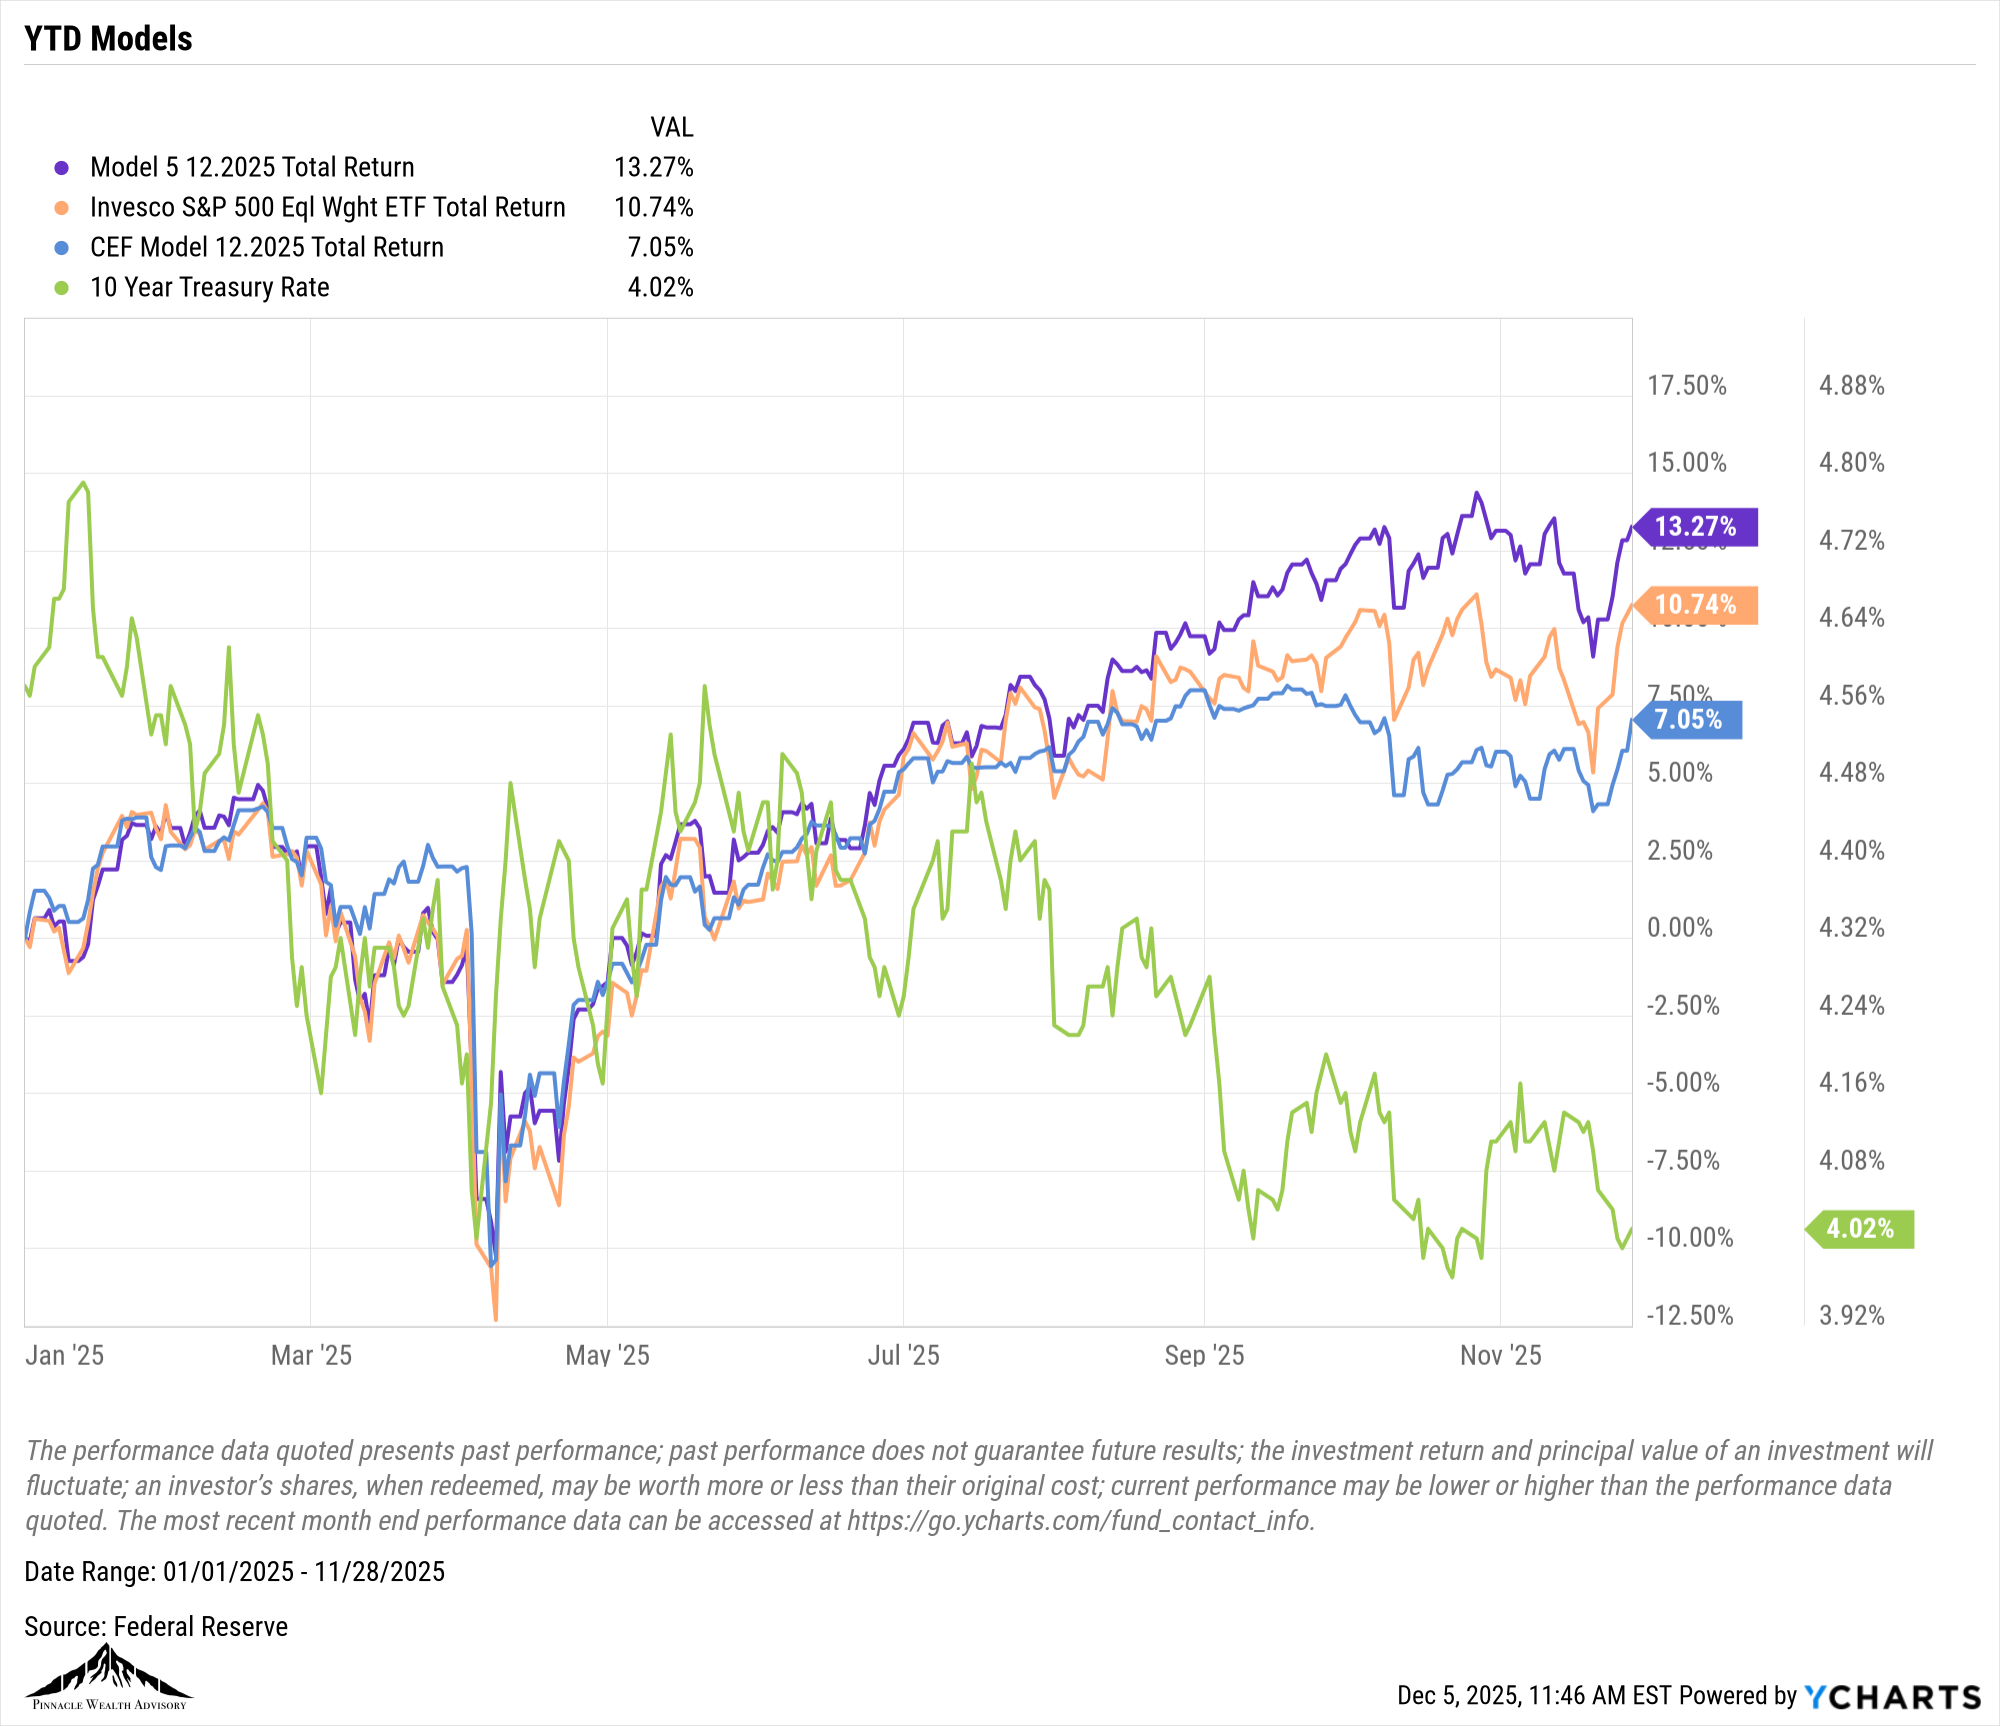 YTD Models
VAL
Model 5 12.2025 Total Return 13.27%
Invesco S&P 500 Eql Wght ETF Total Return 10.74%
CEF Model 12.2025 Total Return 7.05%
10 Year Treasury Rate 4.02%
17.50% 4.88%
15.00% 4.80%
13.27%
4.72%
10.74%
4.64%
7.50% 4.56%
7.05%
5.00% 4.48%
2.50% 4.40%
0.00% 4.32%
-2.50% 4.24%
-5.00% 4.16%
-7.50% 4.08%
4.02%
-10.00%
-12.50% 3.92%
Jan '25 Mar '25 May '25 Jul '25 Sep '25 Nov '25
The performance data quoted presents past performance; past performance does not guarantee future results; the investment return and principal value of an investment will
fluctuate; an investor’s shares, when redeemed, may be worth more or less than their original cost; current performance may be lower or higher than the performance data
quoted. The most recent month end performance data can be accessed at https://go.ycharts.com/fund_contact_info.
Date Range: 01/01/2025 - 11/28/2025
Source: Federal Reserve
PINNACLE WEALTH ADVISORY
Dec 5, 2025, 11:46 AM EST Powered by YCHARTS